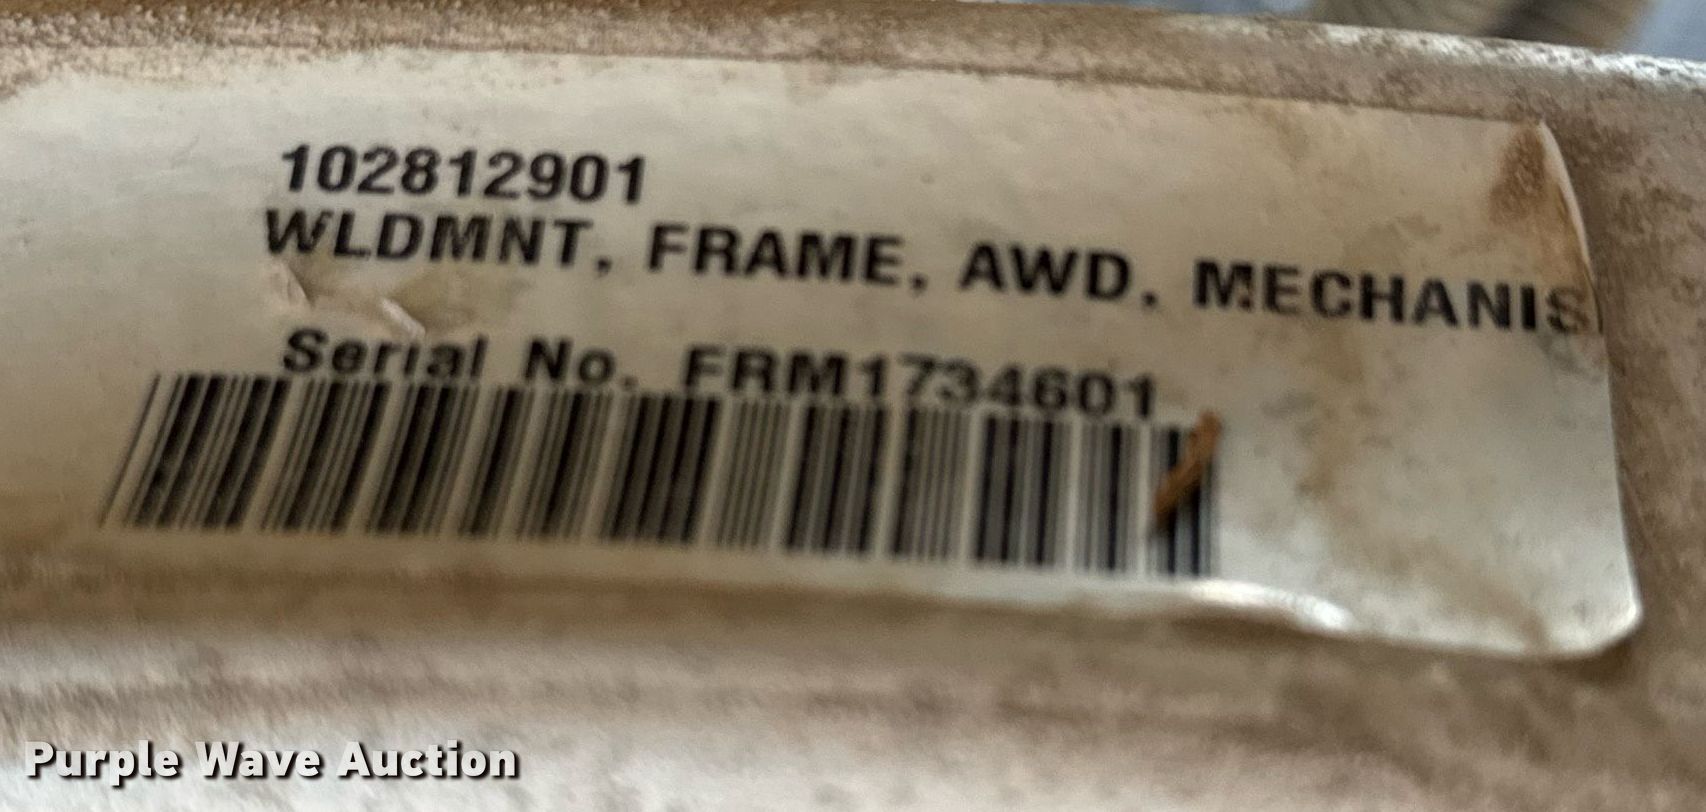 102812901
WLDMNT, FRAME, AWD, MECHANIS
Serial No. FRM1734601
Purple Wave Auction